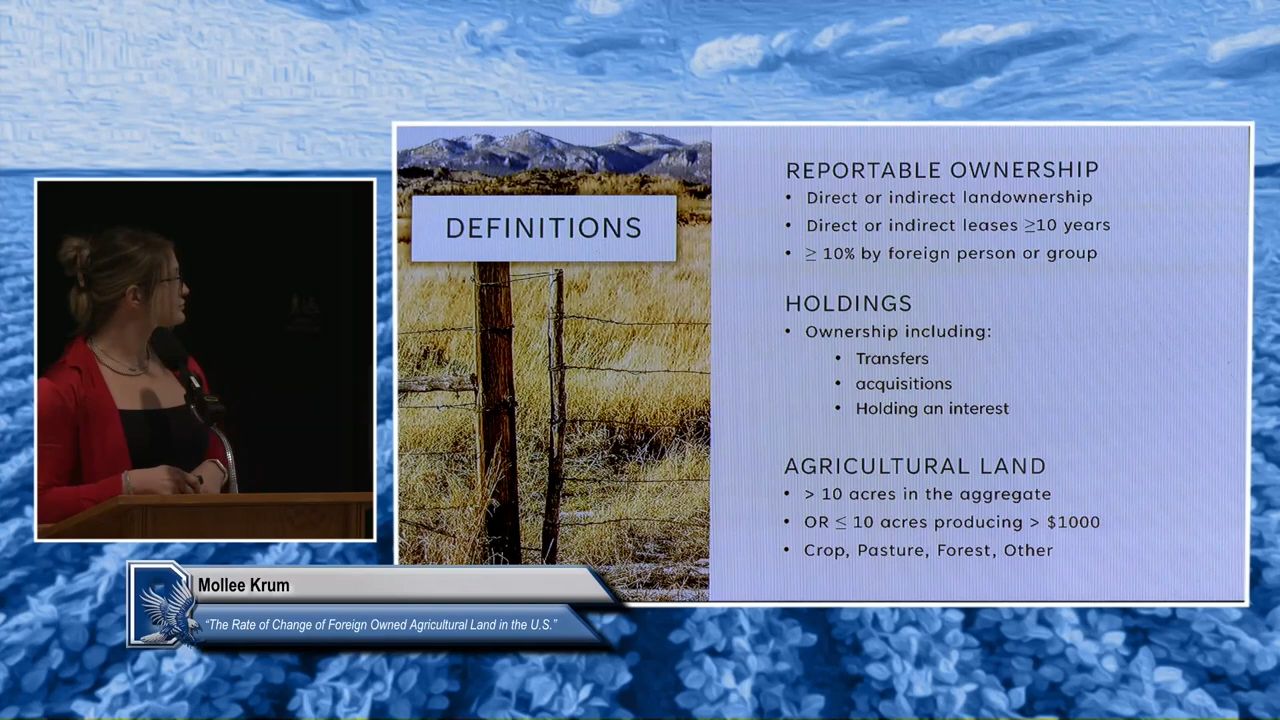 DEFINITIONS
REPORTABLE OWNERSHIP
• Direct or indirect landownership
• Direct or indirect leases ≥10 years
• ≥ 10% by foreign person or group
HOLDINGS
• Ownership including:
• Transfers
• acquisitions
• Holding an interest
AGRICULTURAL LAND
• > 10 acres in the aggregate
• OR ≤ 10 acres producing > $1000
• Crop, Pasture, Forest, Other
Mollee Krum
"The Rate of Change of Foreign Owned Agricultural Land in the U.S."